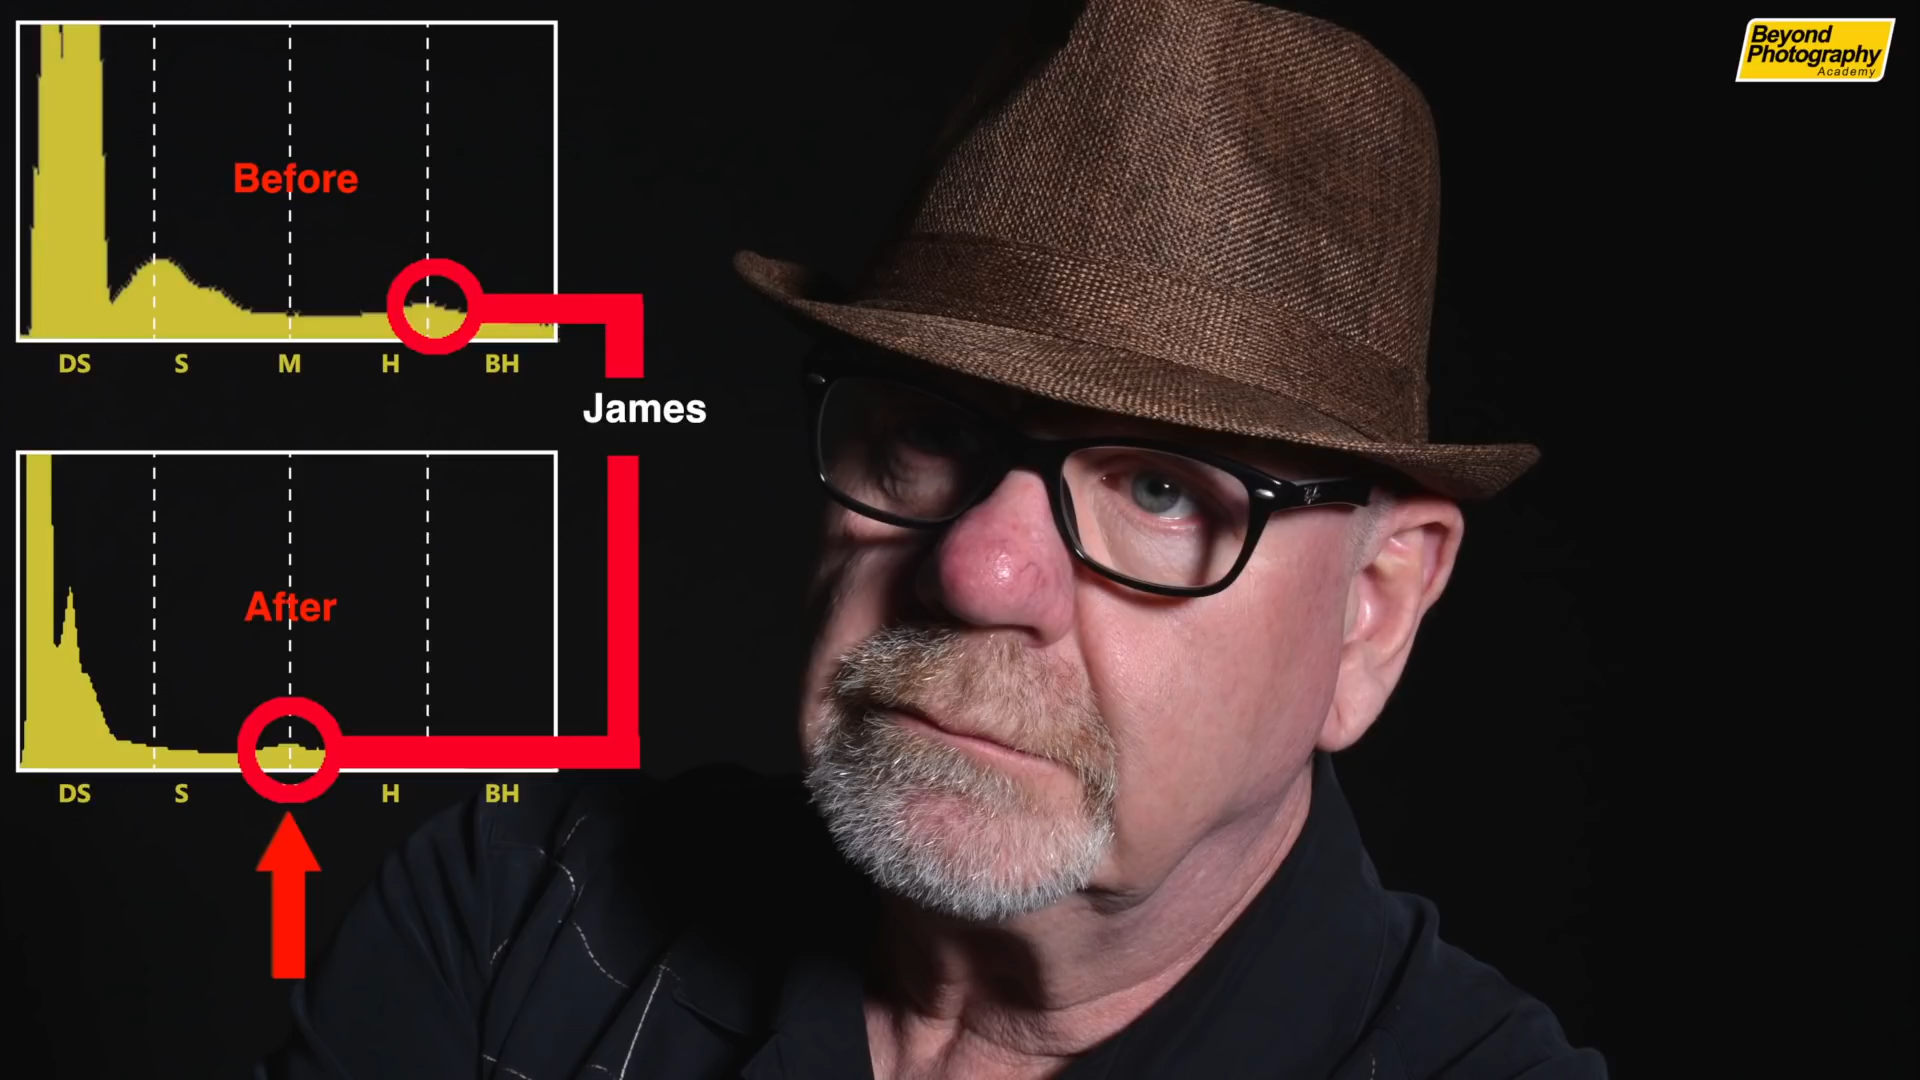 Beyond
Photography
Academy
Before
DS S M H BH
James
After
DS S H BH